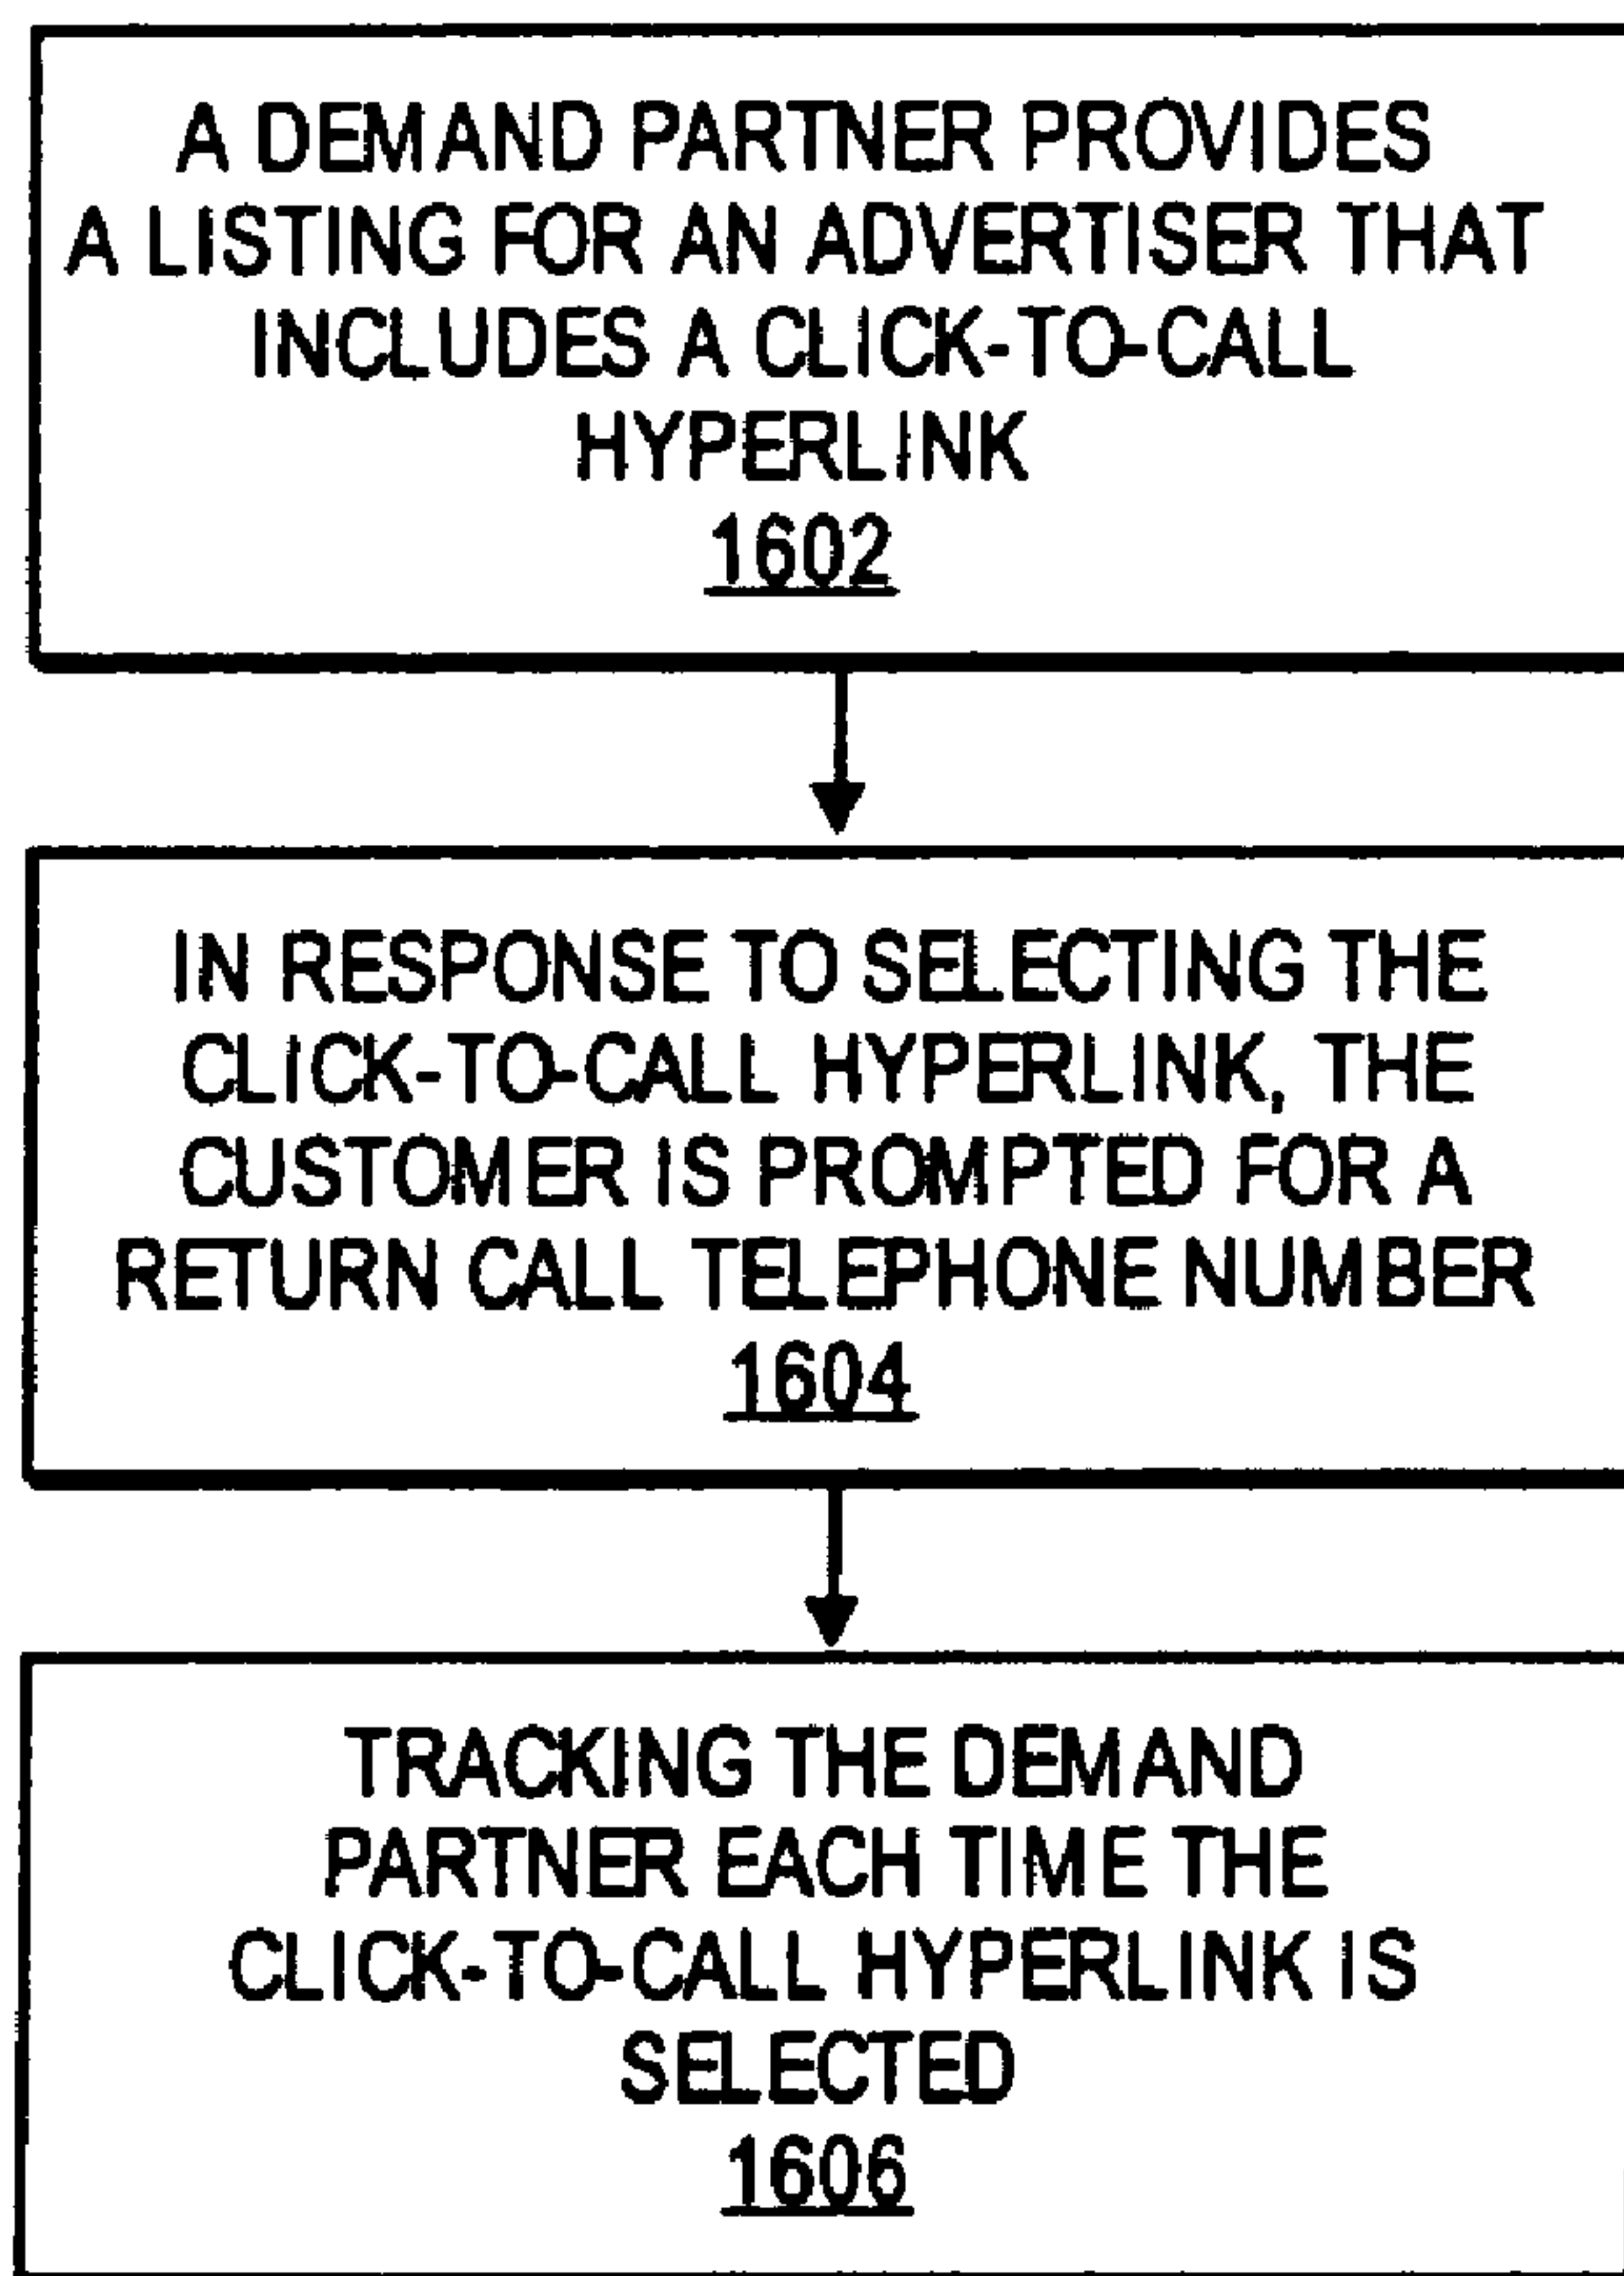 A DEMAND PARTNER PROVIDES
A LISTING FOR AN ADVERTISER THAT
INCLUDES A CLICK-TO-CALL
HYPERLINK
1602
IN RESPONSE TO SELECTING THE
CLICK-TO-CALL HYPERLINK, THE
CUSTOMER IS PROMPTED FOR A
RETURN CALL TELEPHONE NUMBER
1604
TRACKING THE DEMAND
PARTNER EACH TIME THE
CLICK-TO-CALL HYPERLINK IS
SELECTED
1606